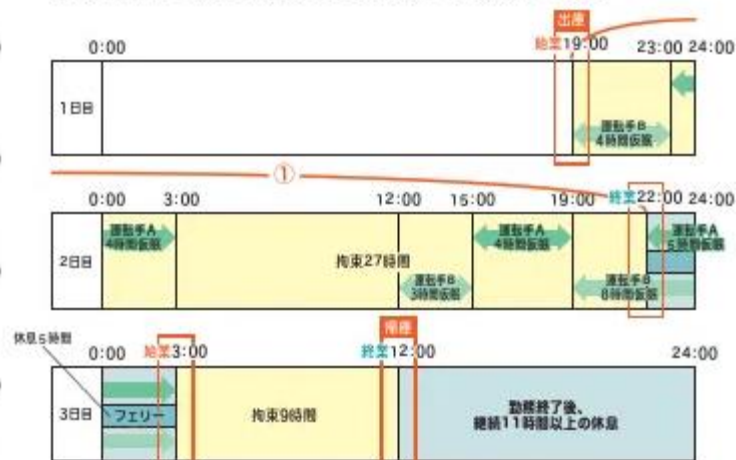 出庫
0:00
始業19:00
23:00 24:00
1日目
運転手B
4時間仮眠
①
0:00
3:00
12:00
15:00
19:00
終業22:00 24:00
2日目
運転手A
4時間仮眠
拘束27時間
運転手B
3時間仮眠
運転手A
4時間仮眠
運転手B
8時間仮眠
運転手A
5時間仮眠
休息5時間
帰庫
0:00
始業3:00
終業12:00
24:00
3日目
フェリー
拘束9時間
勤務終了後、
継続11時間以上の休息